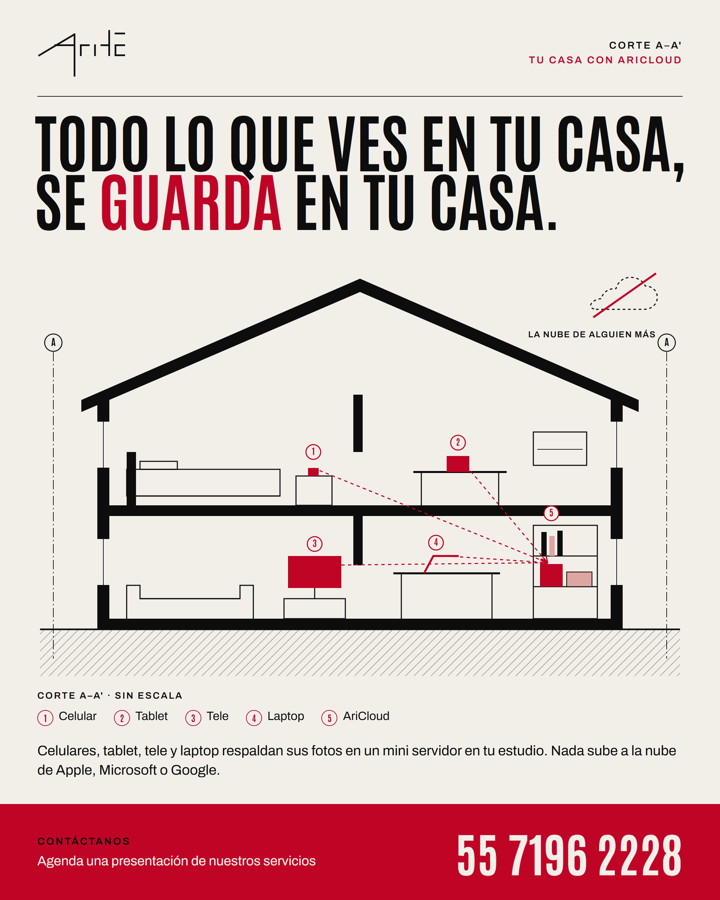 Arité
CORTE A–A'
TU CASA CON ARICLOUD
TODO LO QUE VES EN TU CASA,
SE GUARDA EN TU CASA.
LA NUBE DE ALGUIEN MÁS
A
A
1
2
5
3
4
CORTE A–A' · SIN ESCALA
1 Celular 2 Tablet 3 Tele 4 Laptop 5 AriCloud
Celulares, tablet, tele y laptop respaldan sus fotos en un mini servidor en tu estudio. Nada sube a la nube
de Apple, Microsoft o Google.
CONTÁCTANOS
Agenda una presentación de nuestros servicios
55 7196 2228